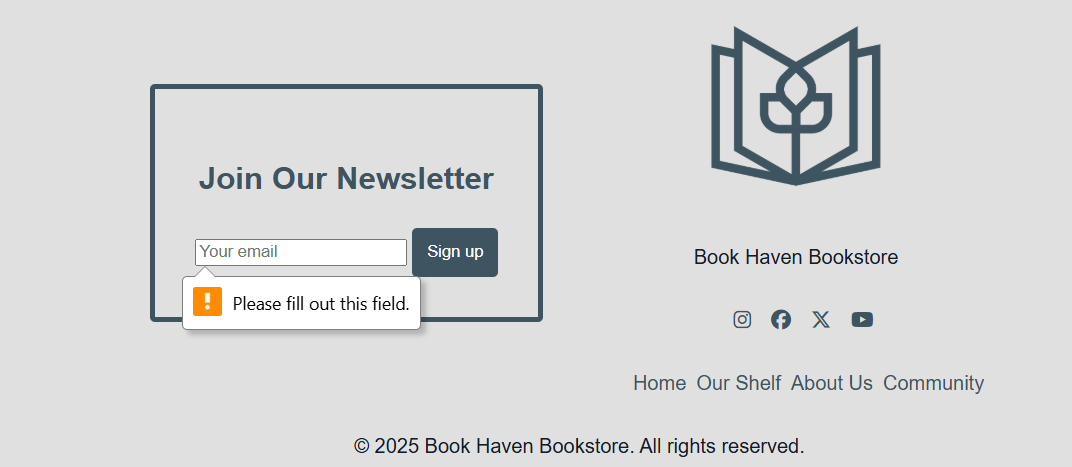 Join Our Newsletter
Your email
Sign up
Please fill out this field.
Book Haven Bookstore
Home Our Shelf About Us Community
© 2025 Book Haven Bookstore. All rights reserved.